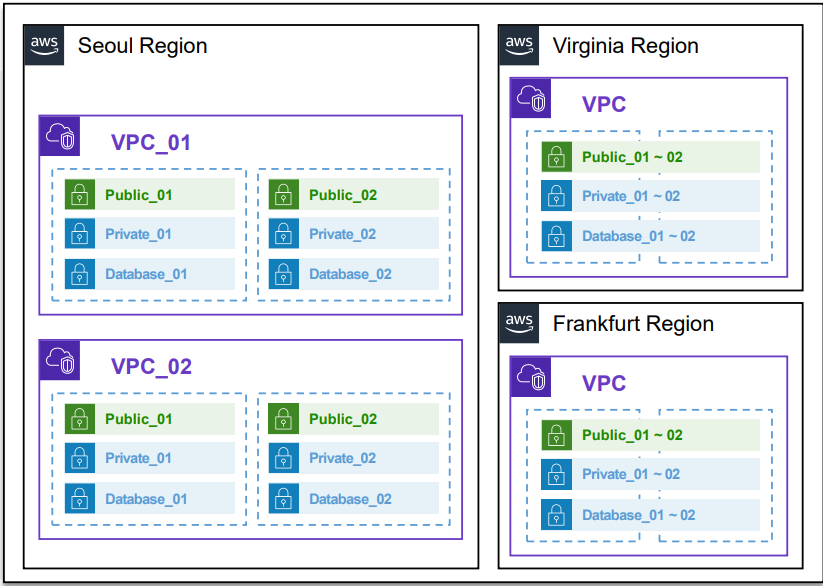 aws Seoul Region
VPC_01
Public_01
Private_01
Database_01
Public_02
Private_02
Database_02
VPC_02
Public_01
Private_01
Database_01
Public_02
Private_02
Database_02
aws Virginia Region
VPC
Public_01 ~ 02
Private_01 ~ 02
Database_01 ~ 02
aws Frankfurt Region
VPC
Public_01 ~ 02
Private_01 ~ 02
Database_01 ~ 02